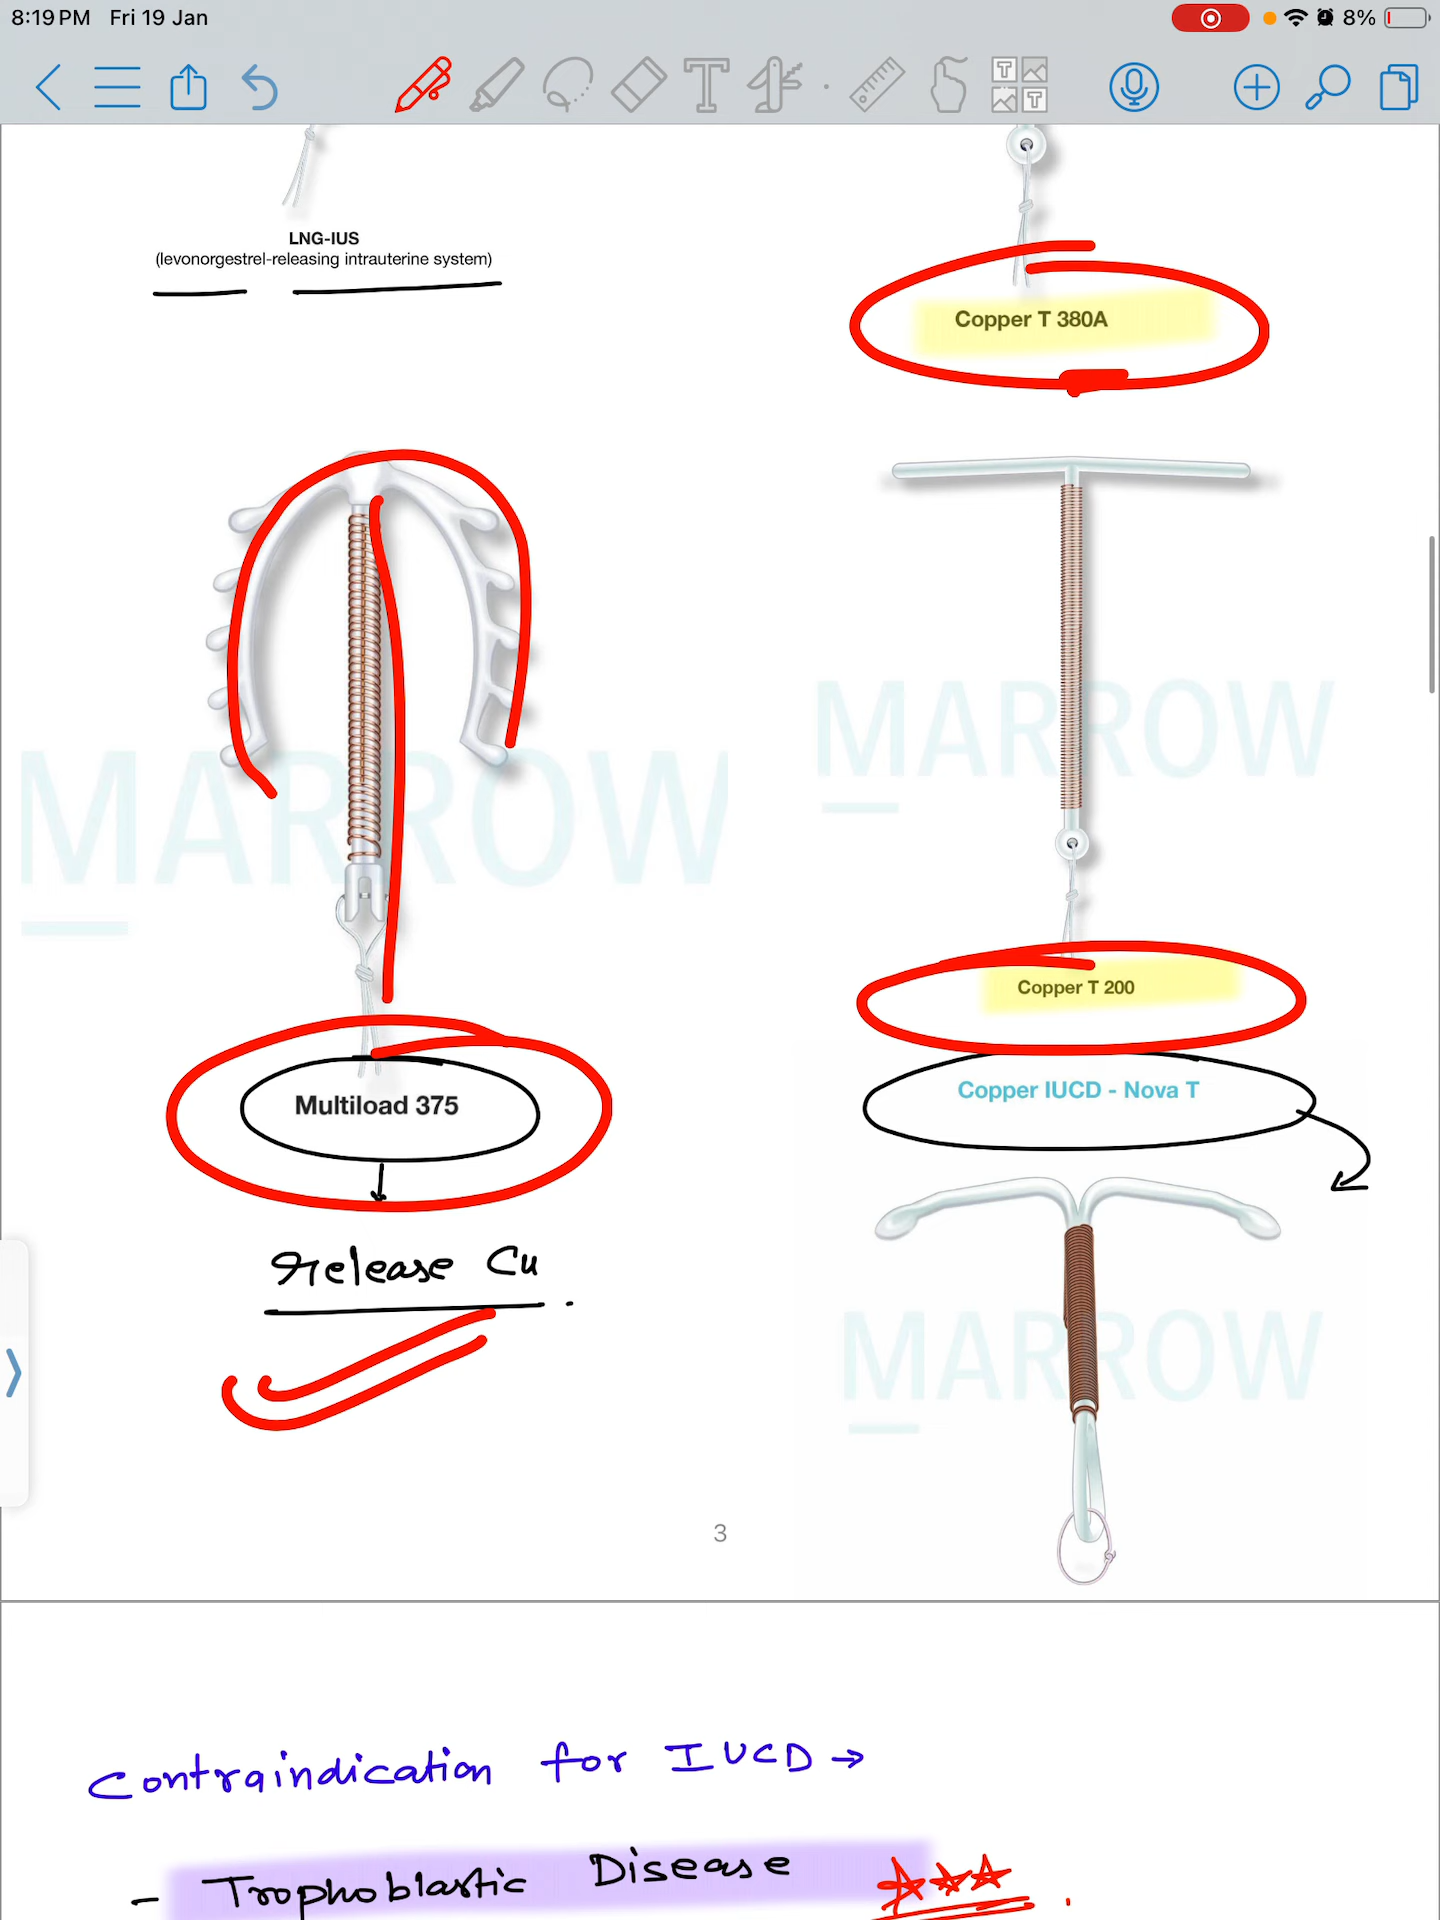 8:19 PM Fri 19 Jan
8%
LNG-IUS
(levonorgestrel-releasing intrauterine system)
Copper T 380A
MARROW
MARROW
Copper T 200
Multiload 375
Copper IUCD - Nova T
release Cu.
MARROW
3
Contraindication for IUCD →
- Trophoblastic Disease